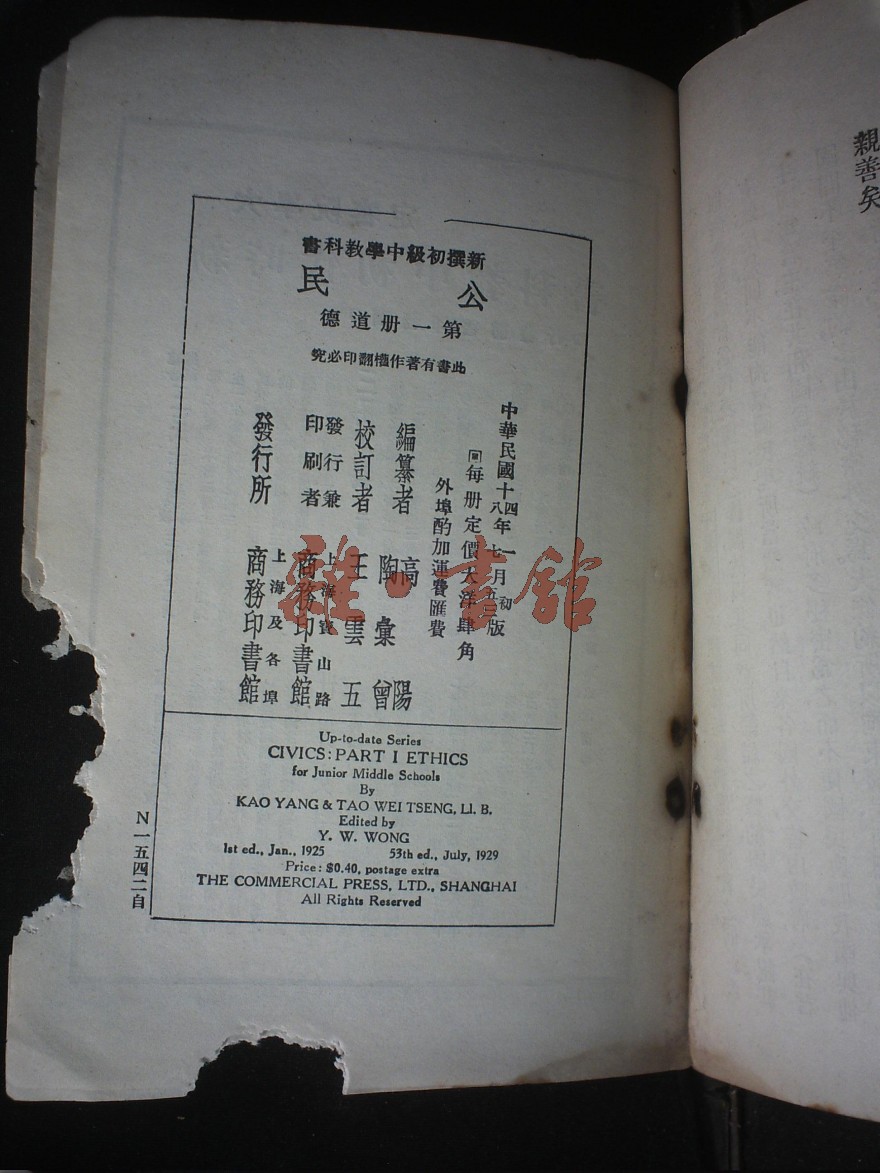 新撰初級中學教科書
公民
第一册道德
此書有著作權翻印必究
中華民國十四年一月初版
十八年七月五三版
每册定價大洋肆角
外埠酌加運費匯費
編纂者 高陽 陶彙曾
校訂者 王雲五
發行兼印刷者 上海寶山路 商務印書館
發行所 上海及各埠 商務印書館
Up-to-date Series
CIVICS: PART I ETHICS
for Junior Middle Schools
By
KAO YANG & TAO WEI TSENG, Ll. B.
Edited by
Y. W. WONG
1st ed., Jan., 1925 53th ed., July, 1929
Price: $0.40, postage extra
THE COMMERCIAL PRESS, LTD., SHANGHAI
All Rights Reserved
N一五四二自
親善矣
雜·書館